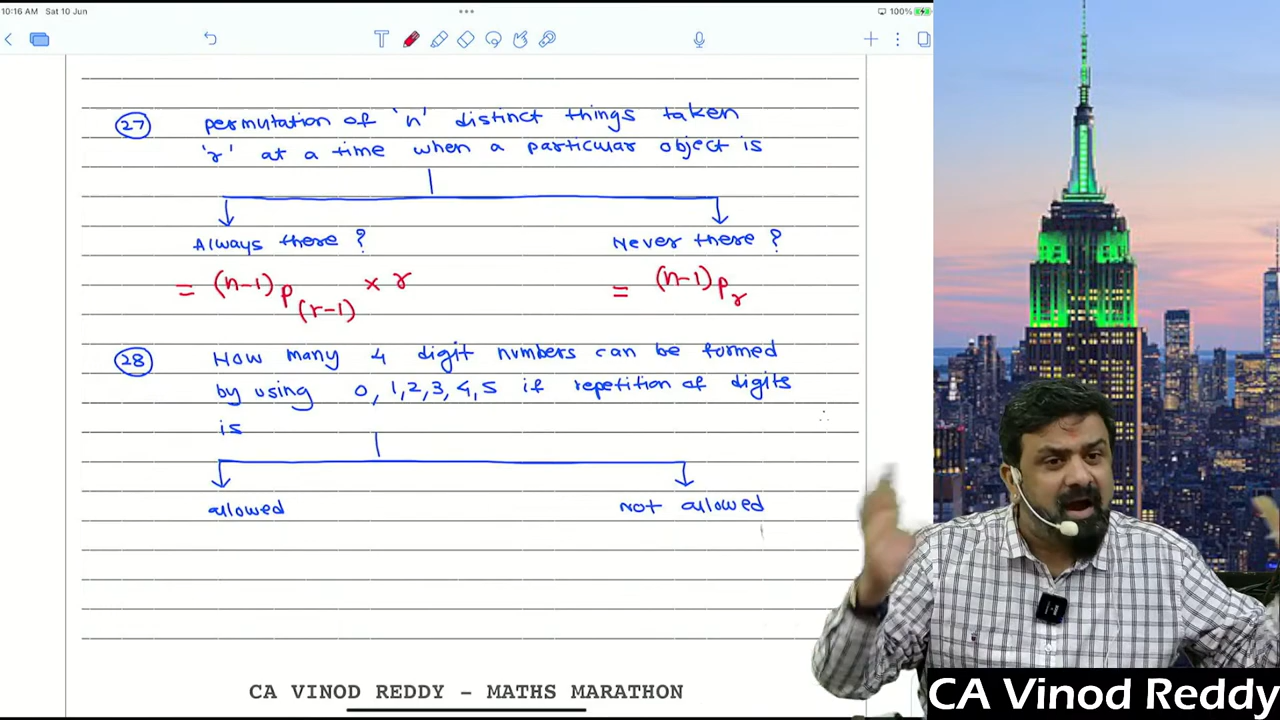 10:16 AM Sat 10 Jun
100%
T
27 permutation of 'n' distinct things taken
'r' at a time when a particular object is
Always there ? Never there ?
= (n-1)P(r-1) × r = (n-1)Pr
28 How many 4 digit numbers can be formed
by using 0, 1,2,3,4,5 if repetition of digits
is
allowed not allowed
CA VINOD REDDY - MATHS MARATHON
CA Vinod Reddy